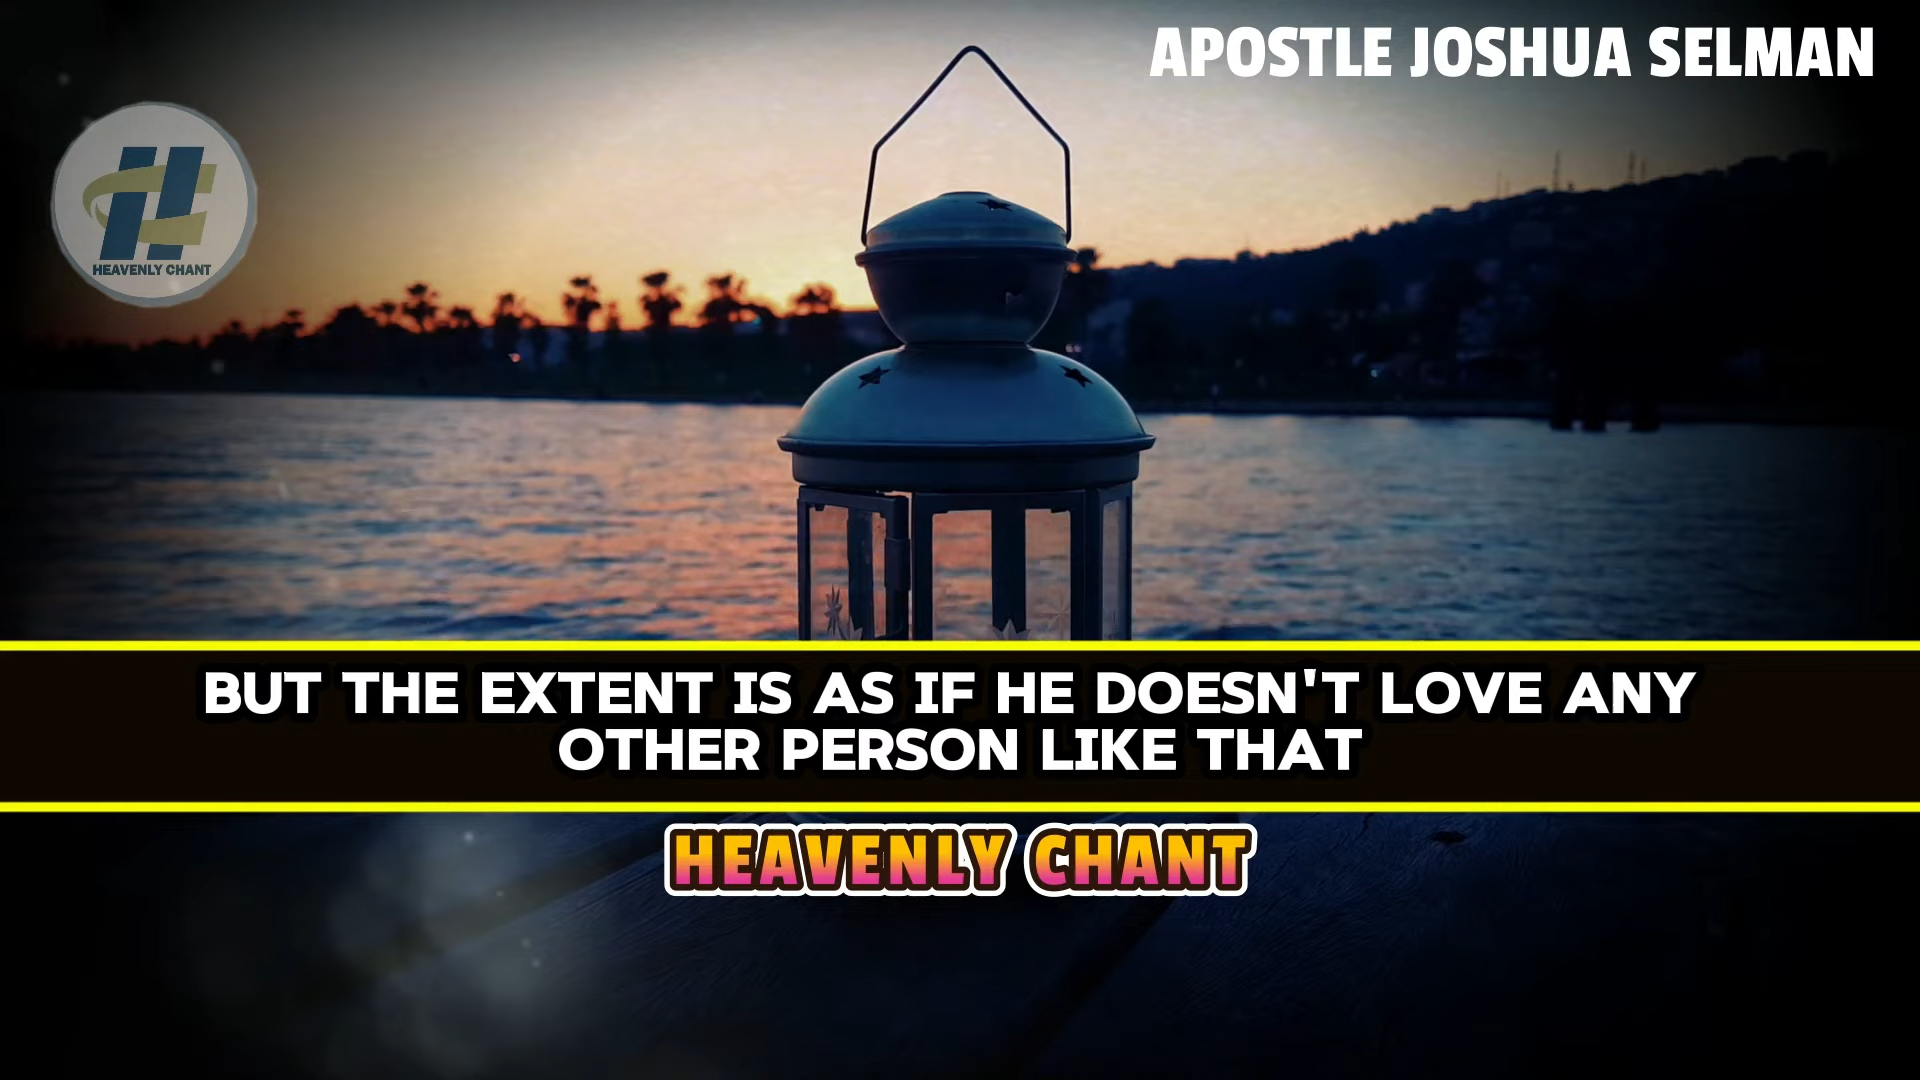 APOSTLE JOSHUA SELMAN
HEAVENLY CHANT
BUT THE EXTENT IS AS IF HE DOESN'T LOVE ANY
OTHER PERSON LIKE THAT
HEAVENLY CHANT